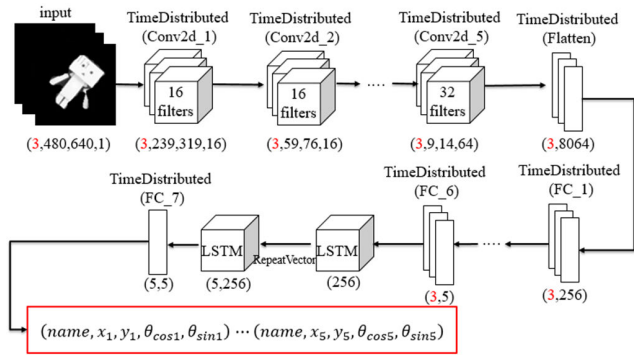 input
TimeDistributed
(Conv2d_1)
TimeDistributed
(Conv2d_2)
TimeDistributed
(Conv2d_5)
TimeDistributed
(Flatten)
16
filters
16
filters
....
32
filters
(3,480,640,1)
(3,239,319,16)
(3,59,76,16)
(3,9,14,64)
(3,8064)
TimeDistributed
(FC_7)
TimeDistributed
(FC_6)
TimeDistributed
(FC_1)
LSTM
RepeatVector
LSTM
....
(5,5)
(5,256)
(256)
(3,5)
(3,256)
(name, x₁, y₁, θcos1, θsin1) ⋯ (name, x₅, y₅, θcos5, θsin5)